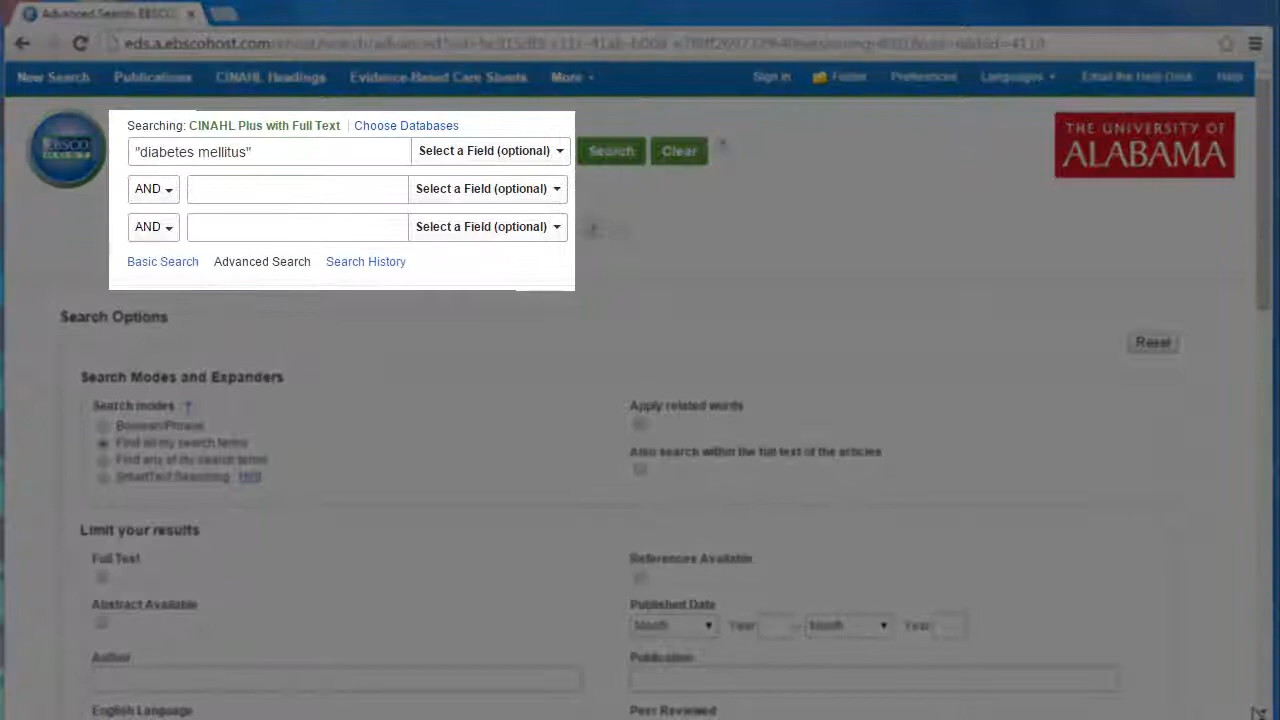 Advanced Search: EBSCO
eds.a.ebscohost.com
New Search Publications CINAHL Headings Evidence-Based Care Sheets More Sign In Folder Preferences Languages Email the Help Desk Help
EBSCO
HOST
Searching: CINAHL Plus with Full Text Choose Databases
"diabetes mellitus" Select a Field (optional) Search Clear ?
AND Select a Field (optional)
AND Select a Field (optional)
Basic Search Advanced Search Search History
THE UNIVERSITY OF
ALABAMA
Search Options
Reset
Search Modes and Expanders
Search modes ?
Boolean/Phrase
Find all my search terms
Find any of my search terms
SmartText Searching Hint
Apply related words
Also search within the full text of the articles
Limit your results
Full Text
References Available
Abstract Available
Published Date
Month Year – Month Year
Author
Publication
English Language
Peer Reviewed